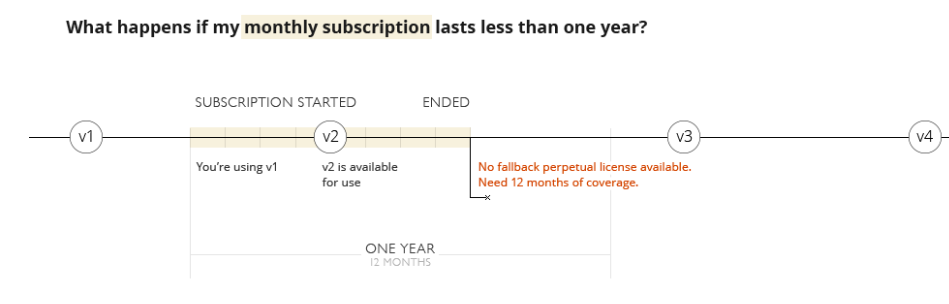 What happens if my monthly subscription lasts less than one year?
SUBSCRIPTION STARTED
ENDED
v1
v2
v3
v4
You're using v1
v2 is available
for use
No fallback perpetual license available.
Need 12 months of coverage.
ONE YEAR
12 MONTHS